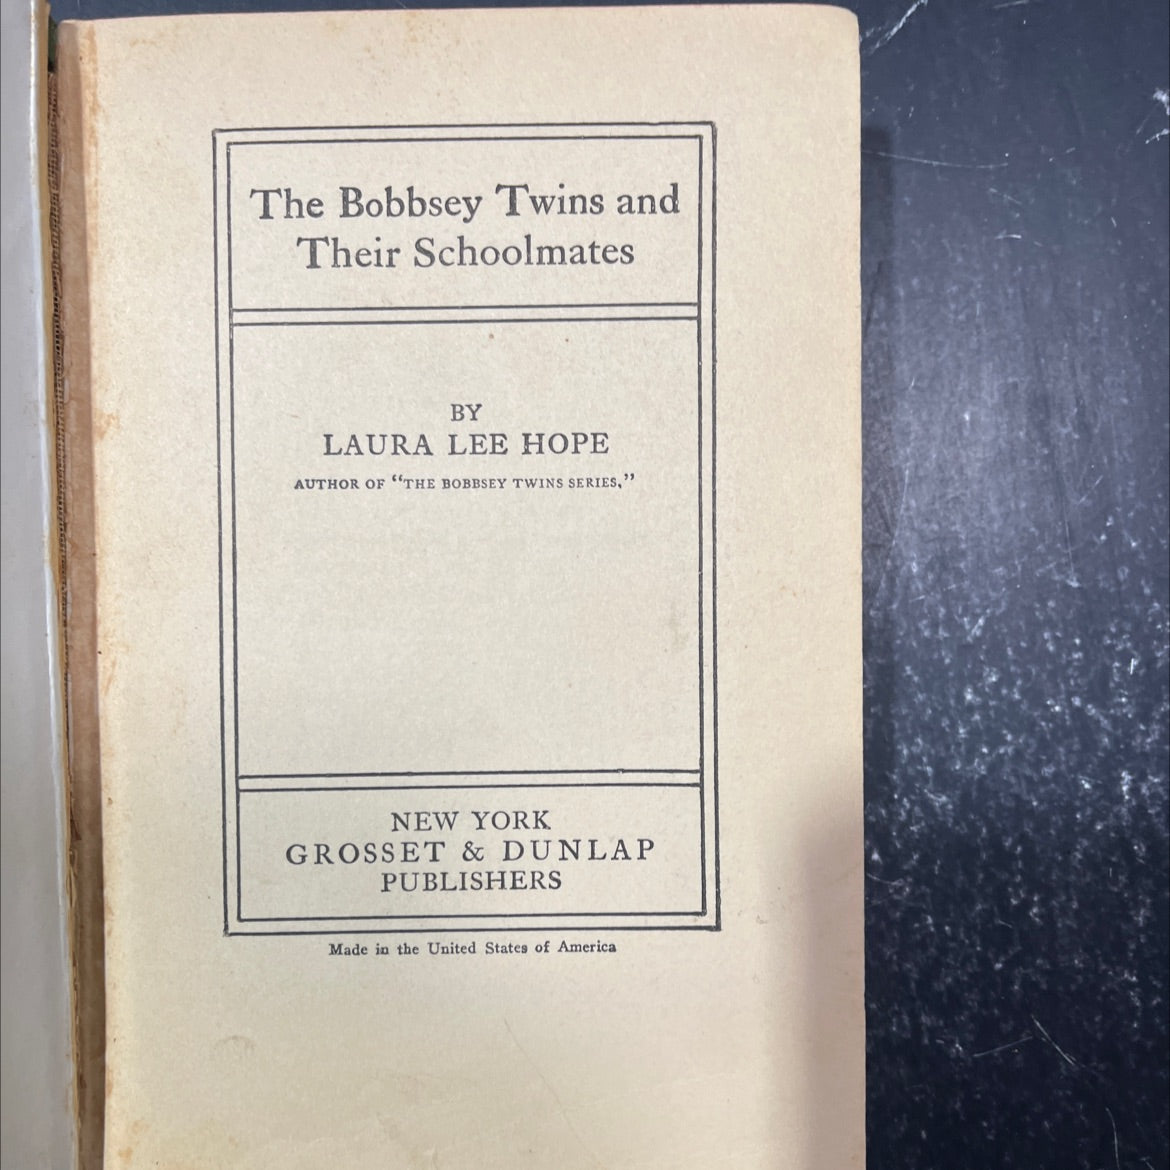 The Bobbsey Twins and
Their Schoolmates
BY
LAURA LEE HOPE
AUTHOR OF “THE BOBBSEY TWINS SERIES,”
NEW YORK
GROSSET & DUNLAP
PUBLISHERS
Made in the United States of America